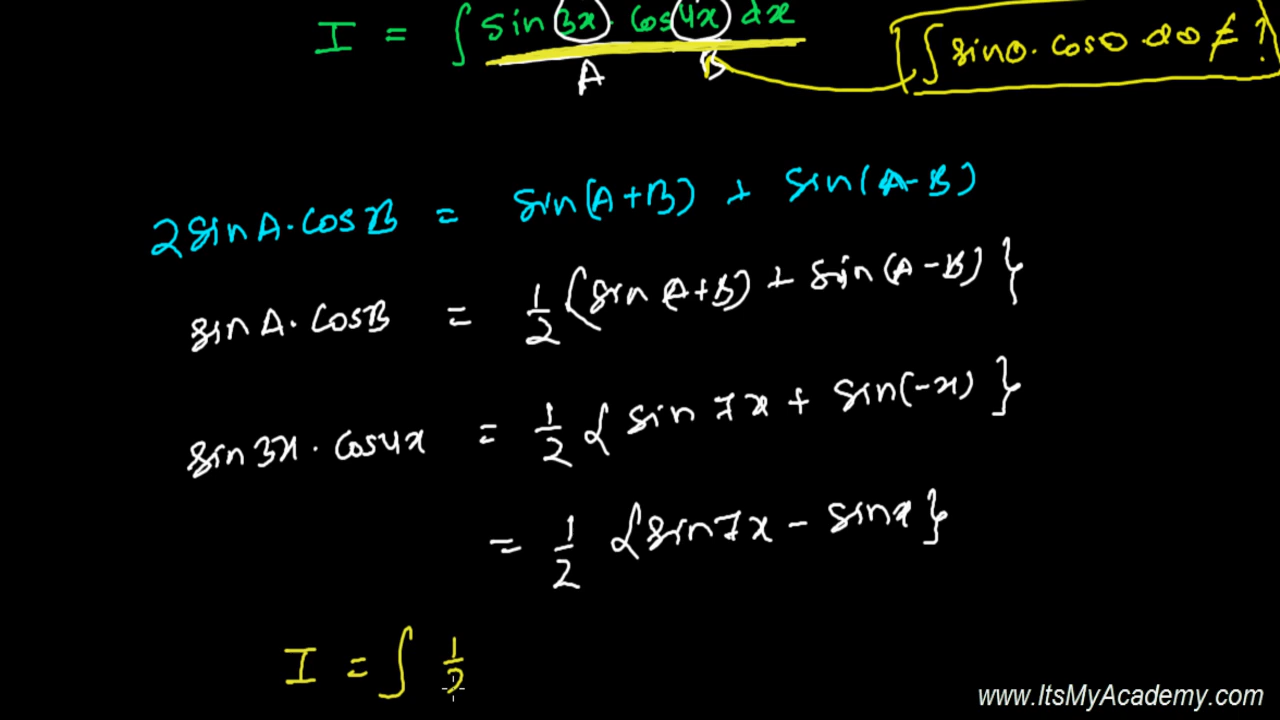 I = ∫ sin 3x · cos 4x dx
A B
∫ sinθ · cosθ · dθ ≠ ?
2 sin A · cos B = sin(A+B) + sin(A-B)
sin A · cos B = 1/2 {sin(A+B) + sin(A-B)}
sin 3x · cos 4x = 1/2 { sin 7x + sin(-x) }
= 1/2 { sin 7x - sin x }
I = ∫ 1/2
www.ItsMyAcademy.com